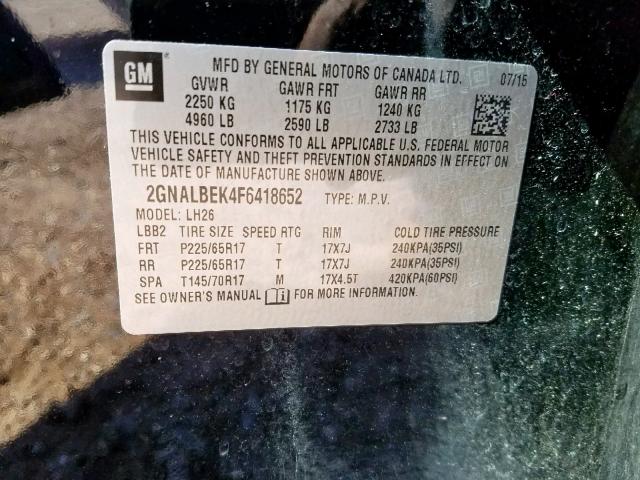 GM
MFD BY GENERAL MOTORS OF CANADA LTD. 07/15
GVWR GAWR FRT GAWR RR
2250 KG 1175 KG 1240 KG
4960 LB 2590 LB 2733 LB
THIS VEHICLE CONFORMS TO ALL APPLICABLE U.S. FEDERAL MOTOR
VEHICLE SAFETY AND THEFT PREVENTION STANDARDS IN EFFECT ON
THE DATE OF MANUFACTURE SHOWN ABOVE.
2GNALBEK4F6418652 TYPE: M.P.V.
MODEL: LH26
LBB2 TIRE SIZE SPEED RTG RIM COLD TIRE PRESSURE
FRT P225/65R17 T 17X7J 240KPA(35PSI)
RR P225/65R17 T 17X7J 240KPA(35PSI)
SPA T145/70R17 M 17X4.5T 420KPA(60PSI)
SEE OWNER'S MANUAL FOR MORE INFORMATION.